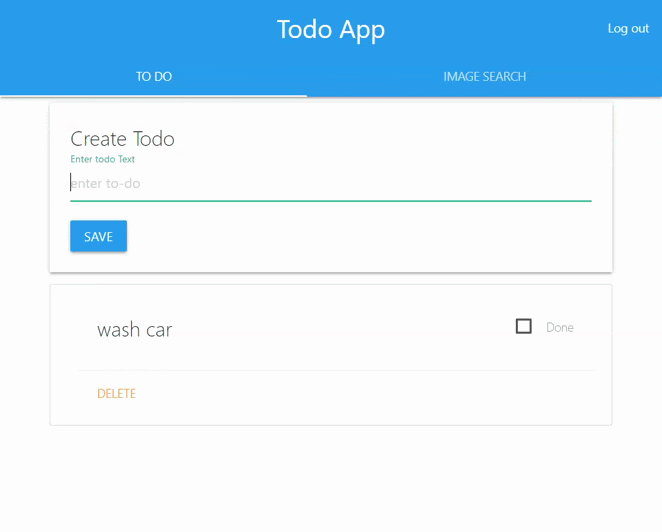 Todo App
Log out
TO DO
IMAGE SEARCH
Create Todo
Enter todo Text
enter to-do
SAVE
wash car
Done
DELETE